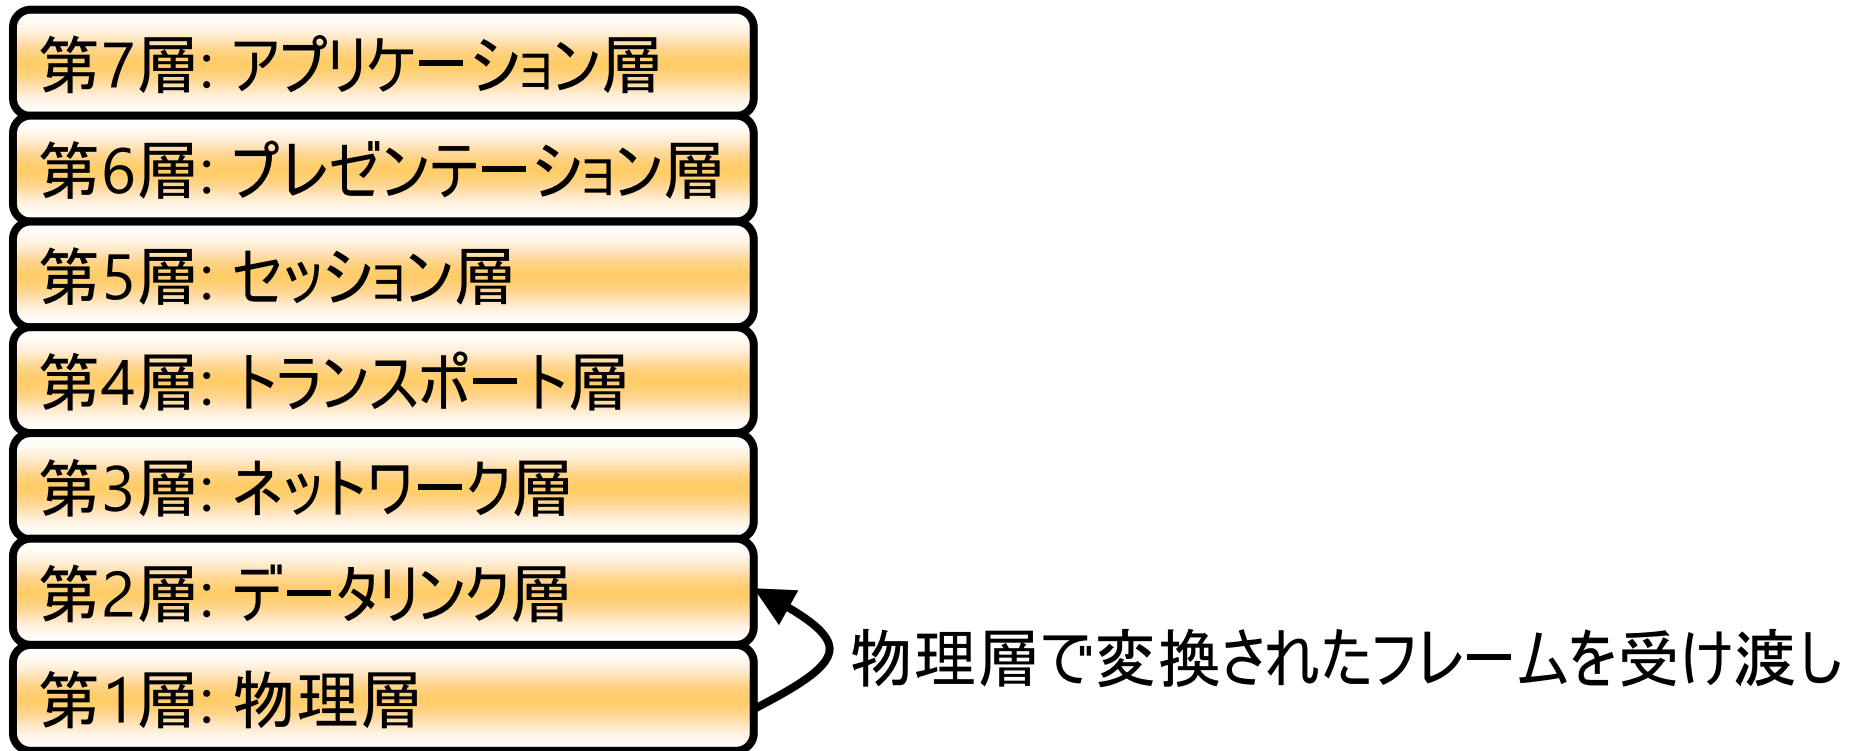 第7層: アプリケーション層
第6層: プレゼンテーション層
第5層: セッション層
第4層: トランスポート層
第3層: ネットワーク層
第2層: データリンク層
物理層で変換されたフレームを受け渡し
第1層: 物理層